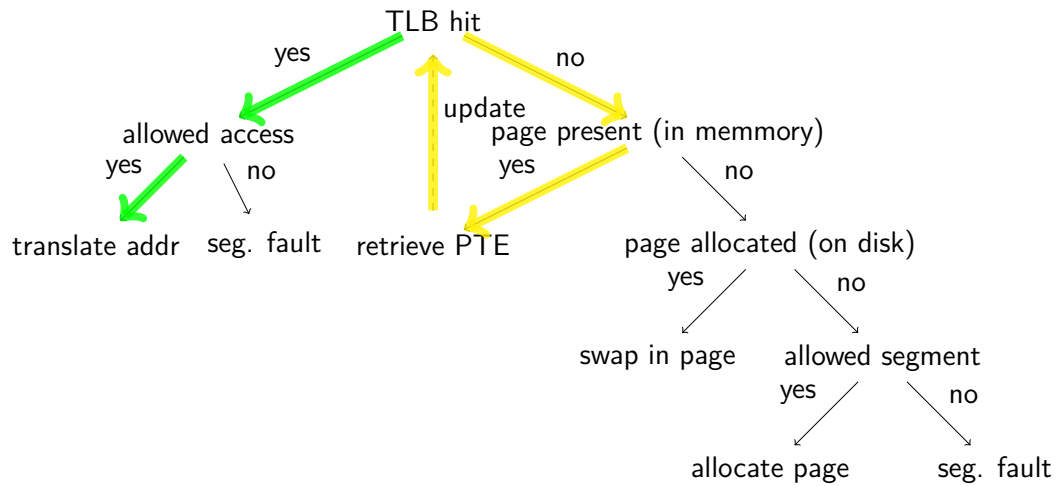 TLB hit
yes
no
update
allowed access
page present (in memmory)
yes
no
yes
no
translate addr
seg. fault
retrieve PTE
page allocated (on disk)
yes
no
swap in page
allowed segment
yes
no
allocate page
seg. fault